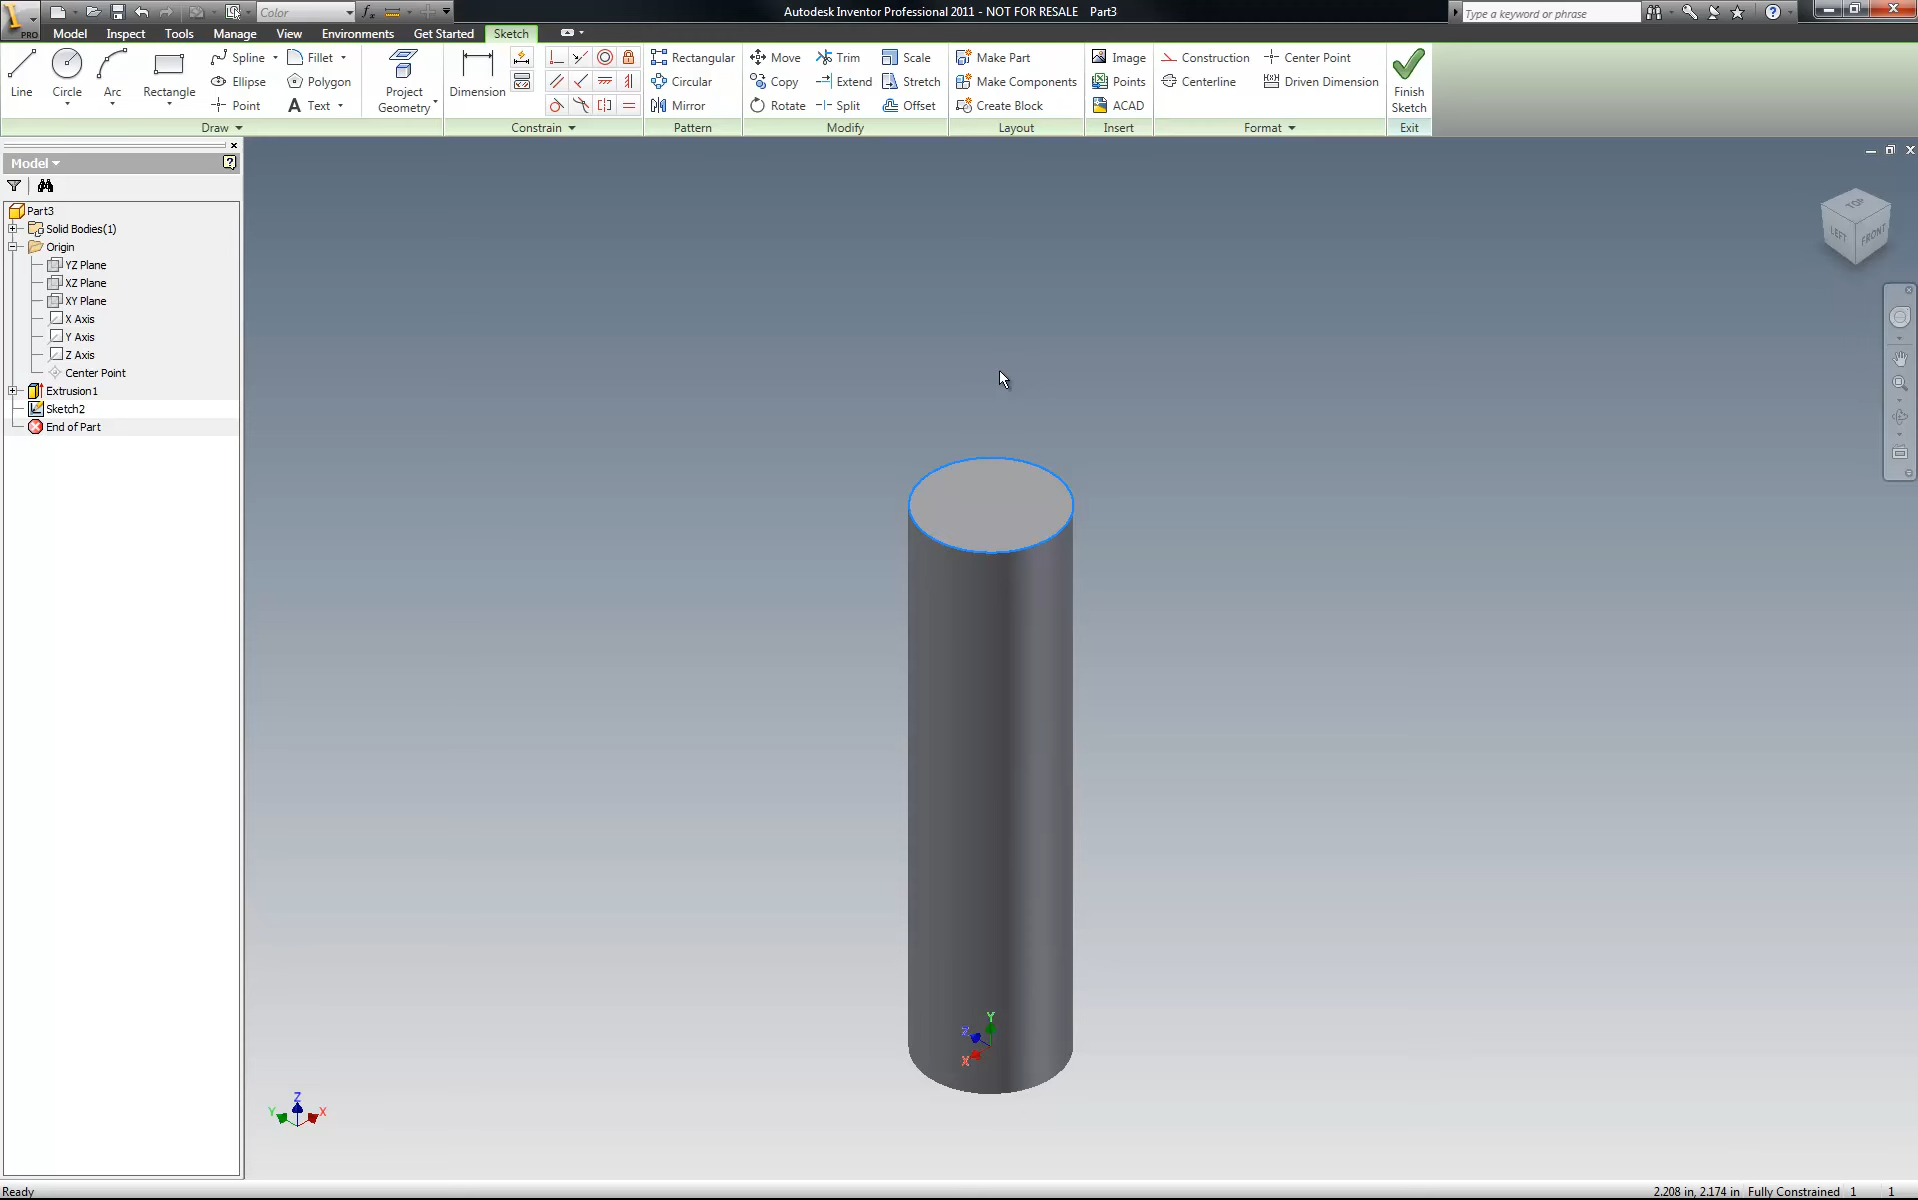 PRO
Color
Autodesk Inventor Professional 2011 - NOT FOR RESALE Part3
Type a keyword or phrase
Model Inspect Tools Manage View Environments Get Started Sketch
Line Circle Arc Rectangle
Spline Fillet
Ellipse Polygon
Point A Text
Project Geometry
Dimension
Rectangular
Circular
Mirror
Move Trim Scale
Copy Extend Stretch
Rotate Split Offset
Make Part
Make Components
Create Block
Image
Points
ACAD
Construction Center Point
Centerline Driven Dimension
Finish Sketch
Draw Constrain Pattern Modify Layout Insert Format Exit
Model
Part3
Solid Bodies(1)
Origin
YZ Plane
XZ Plane
XY Plane
X Axis
Y Axis
Z Axis
Center Point
Extrusion1
Sketch2
End of Part
TOP
LEFT FRONT
Y
Z
X
Z
Y X
Ready
2.208 in, 2.174 in Fully Constrained 1 1